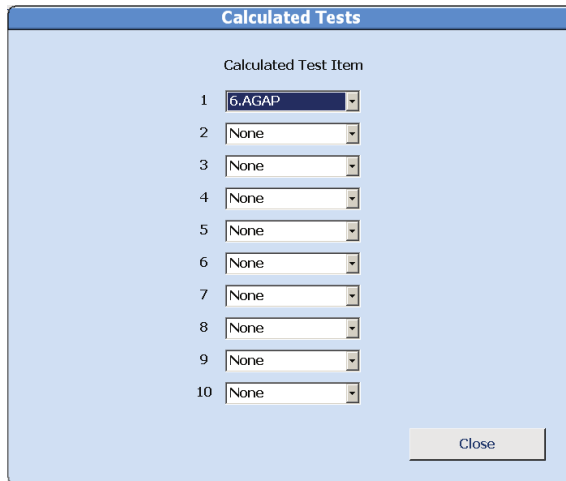 Calculated Tests
Calculated Test Item
1 6.AGAP
2 None
3 None
4 None
5 None
6 None
7 None
8 None
9 None
10 None
Close